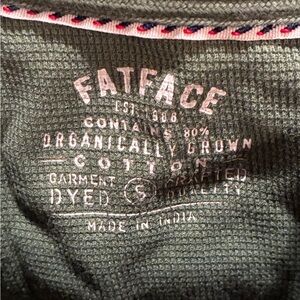 FATFACE
EST. 1988
CONTAINS 80%
ORGANICALLY GROWN
COTTON
GARMENT CRAFTED
DYED S QUALITY
MADE IN INDIA